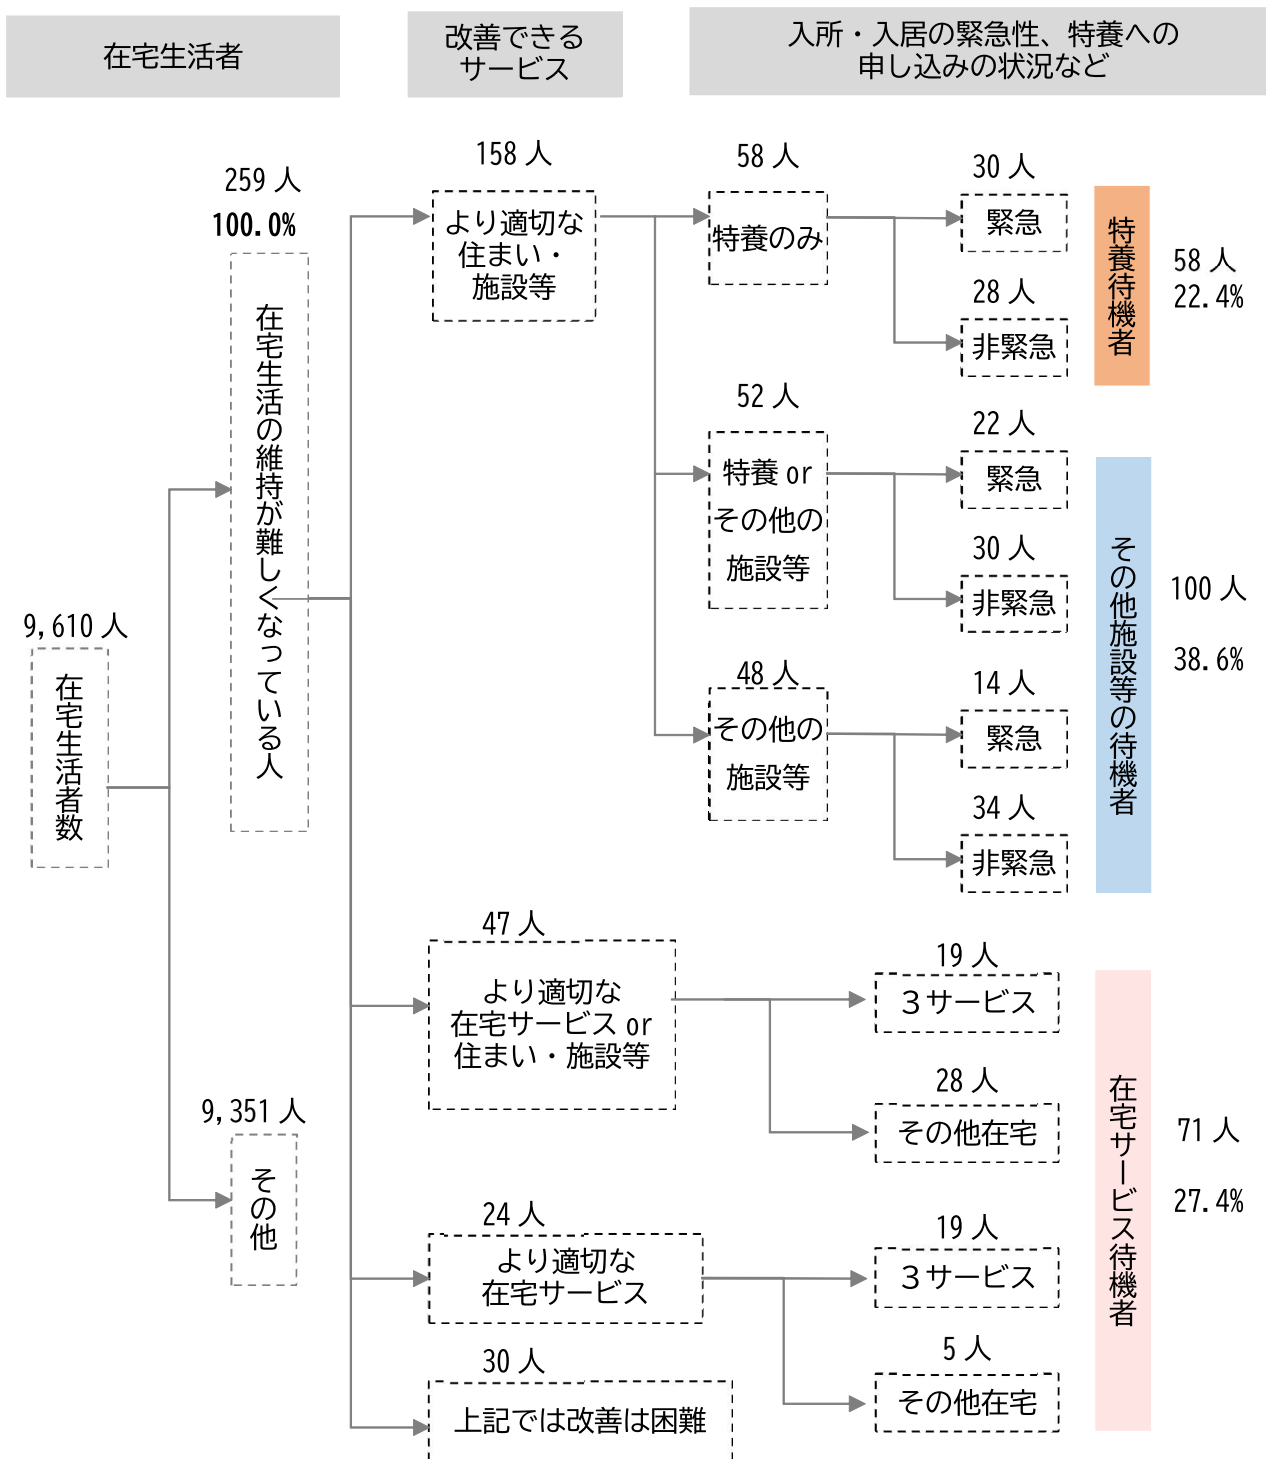 在宅生活者
改善できる
サービス
入所・入居の緊急性、特養への
申し込みの状況など
9,610 人
在宅生活者数
259 人
100.0%
在宅生活の維持が難しくなっている人
9,351 人
その他
158 人
より適切な
住まい・
施設等
58 人
特養のみ
30 人
緊急
28 人
非緊急
52 人
特養 or
その他の
施設等
22 人
緊急
30 人
非緊急
48 人
その他の
施設等
14 人
緊急
34 人
非緊急
47 人
より適切な
在宅サービス or
住まい・施設等
19 人
３サービス
28 人
その他在宅
24 人
より適切な
在宅サービス
19 人
３サービス
5 人
その他在宅
30 人
上記では改善は困難
特養待機者
58 人
22.4%
その他施設等の待機者
100 人
38.6%
在宅サービス待機者
71 人
27.4%